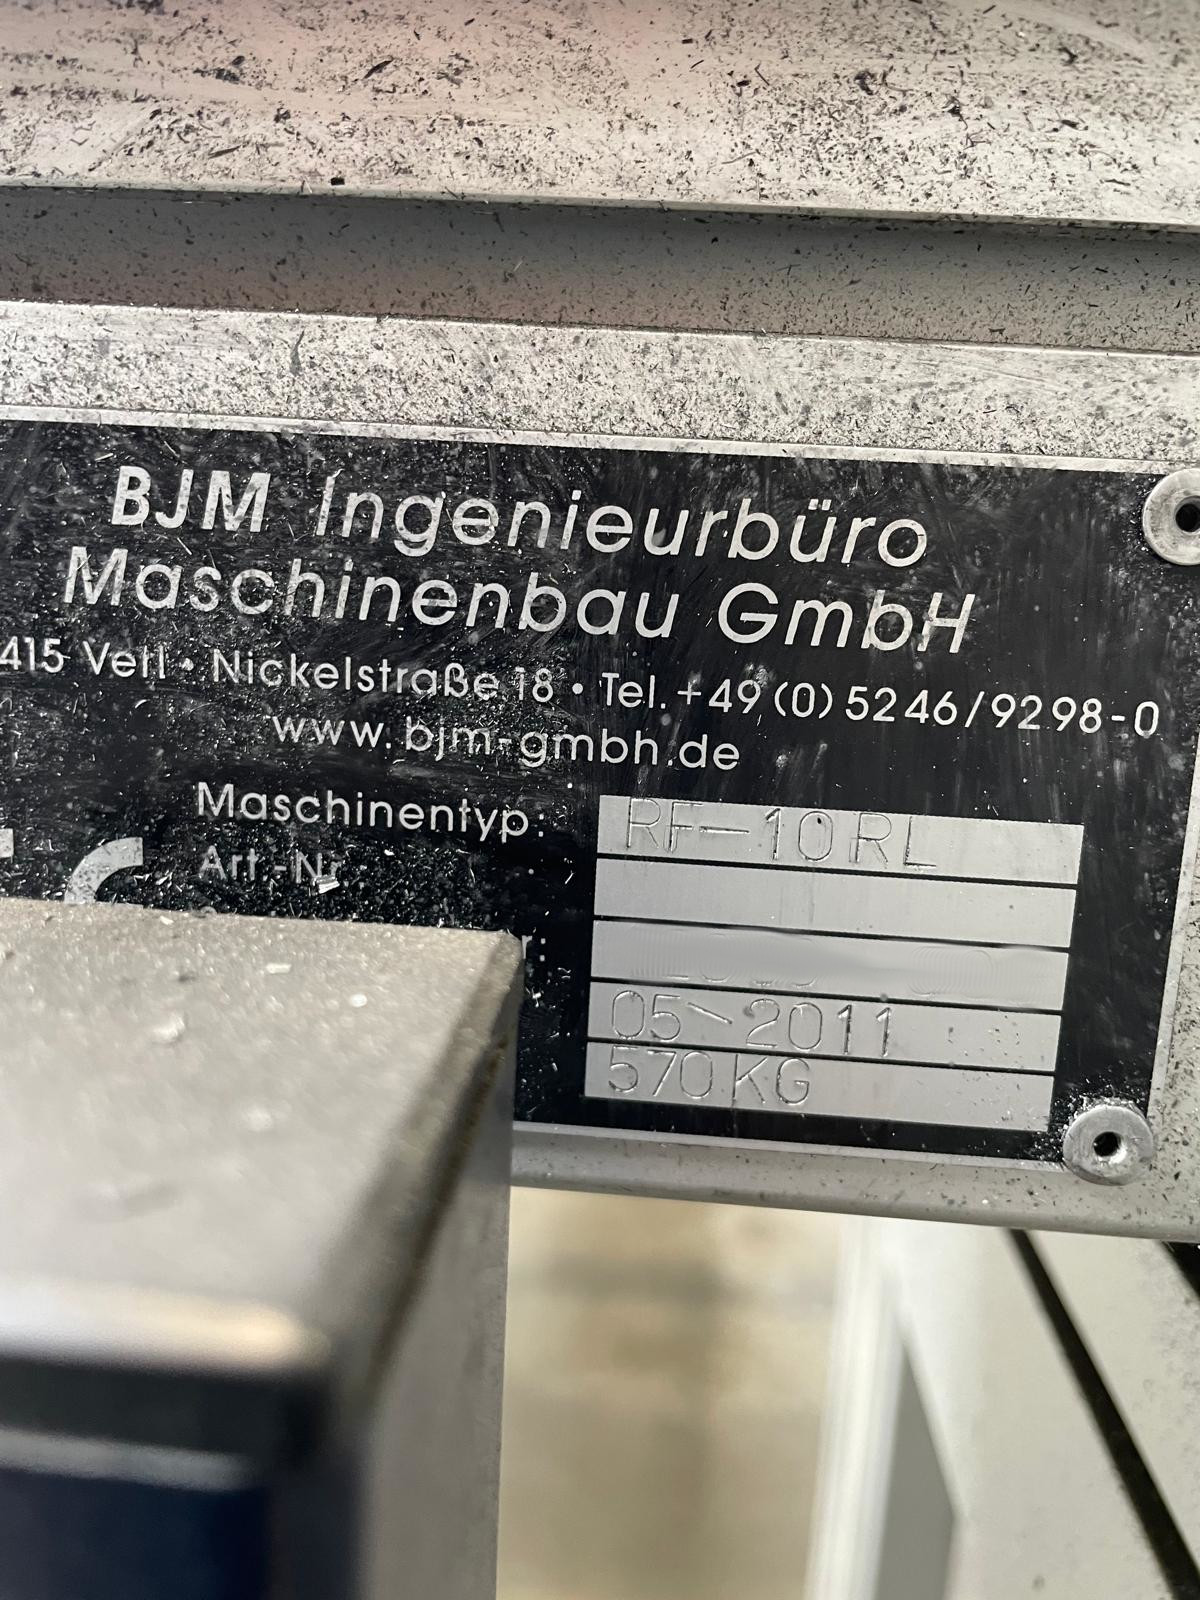 BJM Ingenieurbüro
Maschinenbau GmbH
415 Verl • Nickelstraße 18 • Tel. +49 (0) 5246/9298-0
www.bjm-gmbh.de
Maschinentyp: RF-10RL
Art.-Nr.:
r:
05-2011
570KG